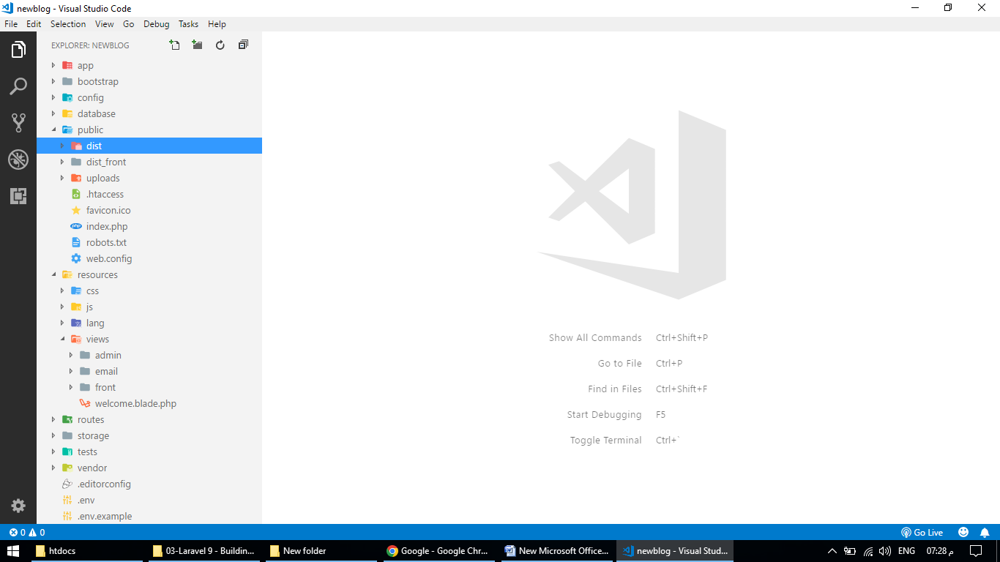 newblog - Visual Studio Code
File Edit Selection View Go Debug Tasks Help
EXPLORER: NEWBLOG
app
bootstrap
config
database
public
dist
dist_front
uploads
.htaccess
favicon.ico
php index.php
robots.txt
web.config
resources
css
js
lang
views
admin
email
front
welcome.blade.php
routes
storage
tests
vendor
.editorconfig
.env
.env.example
Show All Commands Ctrl+Shift+P
Go to File Ctrl+P
Find in Files Ctrl+Shift+F
Start Debugging F5
Toggle Terminal Ctrl+`
0 0 Go Live
htdocs 03-Laravel 9 - Buildin... New folder Google - Google Chr... New Microsoft Office... newblog - Visual Stud... ENG 07:28 م